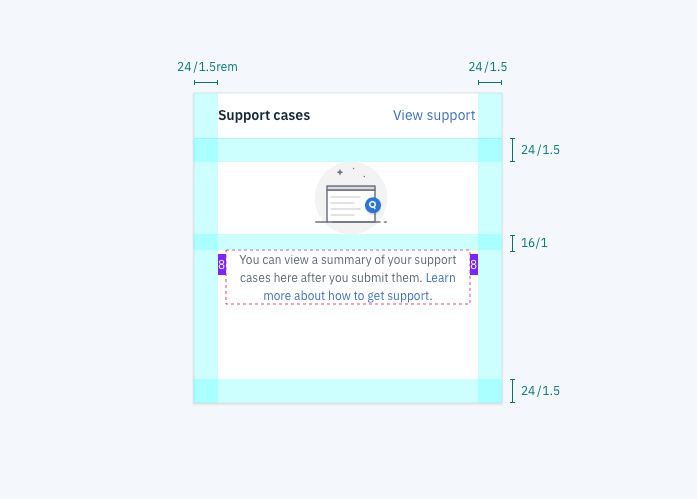 24/1.5rem 24/1.5
Support cases View support
24/1.5
16/1
8 8
You can view a summary of your support
cases here after you submit them. Learn
more about how to get support.
24/1.5